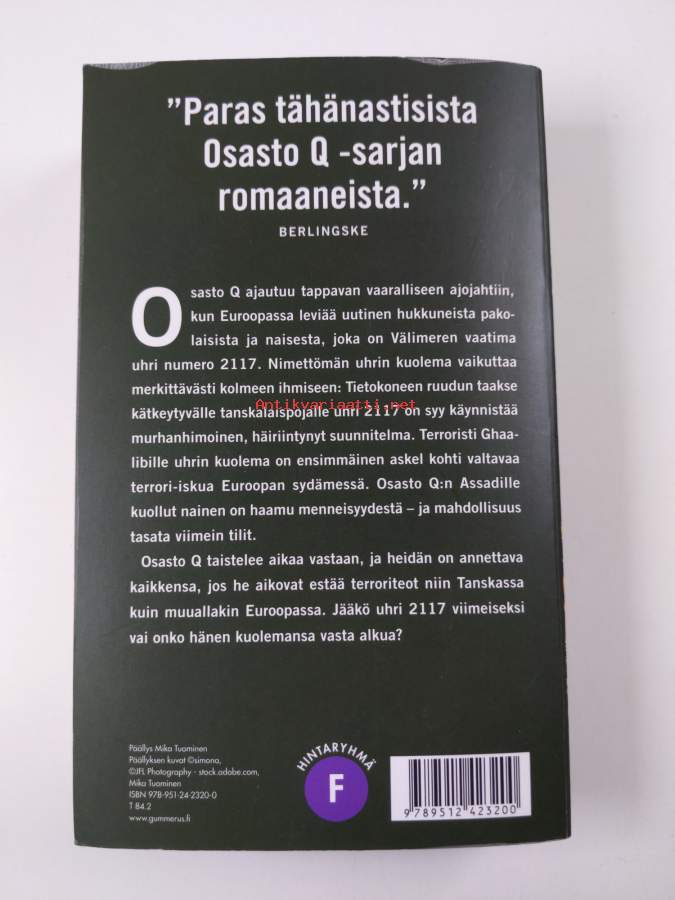 ”Paras tähänastisista
Osasto Q -sarjan
romaaneista.”
BERLINGSKE
Osasto Q ajautuu tappavan vaaralliseen ajojahtiin,
kun Euroopassa leviää uutinen hukkuneista pako-
laisista ja naisesta, joka on Välimeren vaatima
uhri numero 2117. Nimettömän uhrin kuolema vaikuttaa
merkittävästi kolmeen ihmiseen: Tietokoneen ruudun taakse
Antikvariaatti.net
kätkeytyvälle tanskalaispojalle uhri 2117 on syy käynnistää
murhanhimoinen, häiriintynyt suunnitelma. Terroristi Ghaa-
libille uhrin kuolema on ensimmäinen askel kohti valtavaa
terrori-iskua Euroopan sydämessä. Osasto Q:n Assadille
kuollut nainen on haamu menneisyydestä – ja mahdollisuus
tasata viimein tilit.
Osasto Q taistelee aikaa vastaan, ja heidän on annettava
kaikkensa, jos he aikovat estää terroriteot niin Tanskassa
kuin muuallakin Euroopassa. Jääkö uhri 2117 viimeiseksi
vai onko hänen kuolemansa vasta alkua?
Päällys Mika Tuominen
Päällyksen kuvat ©simona,
©JFL Photography - stock.adobe.com,
Mika Tuominen
ISBN 978-951-24-2320-0
T 84.2
www.gummerus.fi
HINTARYHMÄ
F
9 789512 423200